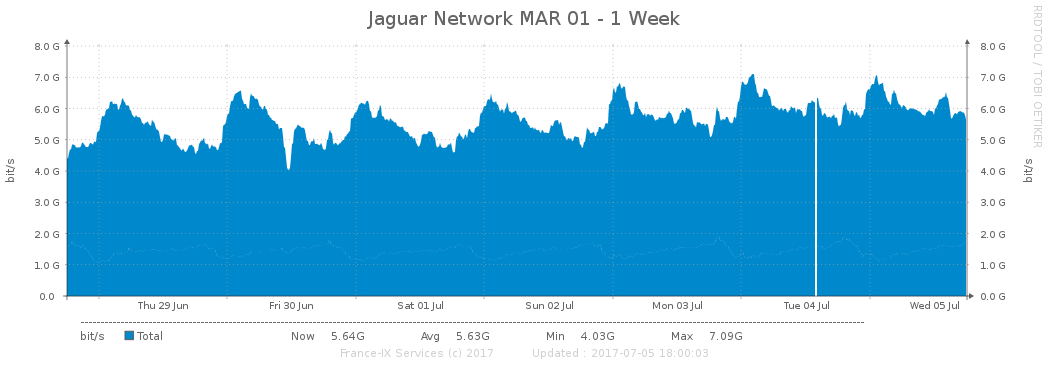 Jaguar Network MAR 01 - 1 Week
RRDTOOL / TOBI OETIKER
8.0 G 8.0 G
7.0 G 7.0 G
6.0 G 6.0 G
5.0 G 5.0 G
4.0 G 4.0 G
3.0 G 3.0 G
2.0 G 2.0 G
1.0 G 1.0 G
0.0 0.0 G
bit/s bit/s
Thu 29 Jun Fri 30 Jun Sat 01 Jul Sun 02 Jul Mon 03 Jul Tue 04 Jul Wed 05 Jul
bit/s Total Now 5.64G Avg 5.63G Min 4.03G Max 7.09G
France-IX Services (c) 2017 Updated : 2017-07-05 18:00:03